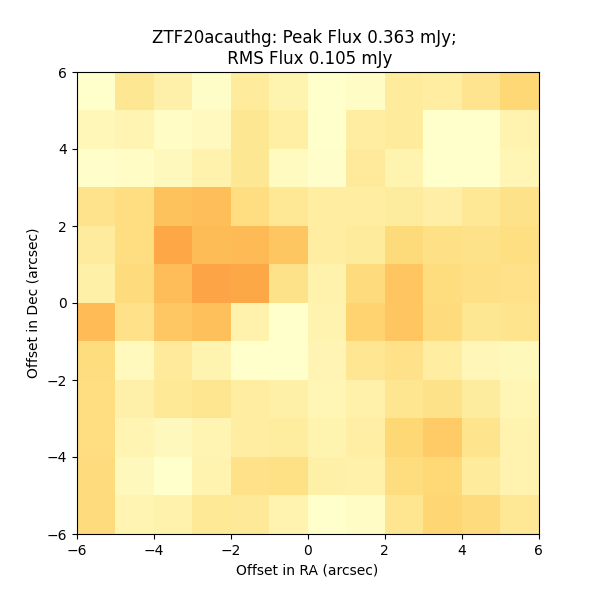 ZTF20acauthg: Peak Flux 0.363 mJy;
RMS Flux 0.105 mJy
6
4
2
0
−2
−4
−6
Offset in Dec (arcsec)
−6 −4 −2 0 2 4 6
Offset in RA (arcsec)